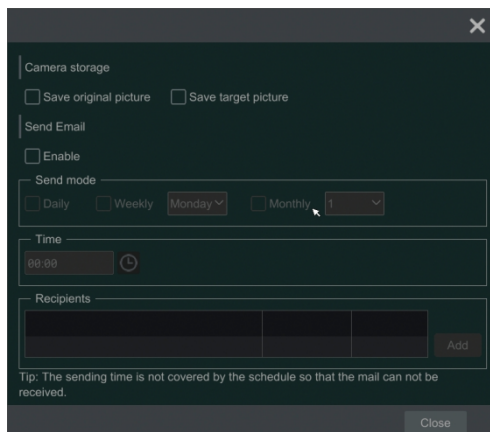 Camera storage
Save original picture Save target picture
Send Email
Enable
Send mode
Daily Weekly Monday Monthly 1
Time
00:00
Recipients
Add
Tip: The sending time is not covered by the schedule so that the mail can not be
received.
Close